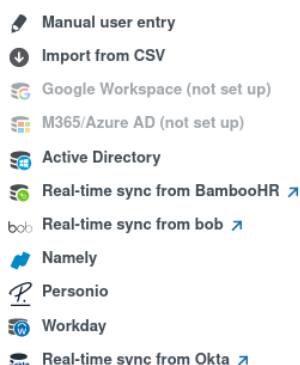 Manual user entry
Import from CSV
Google Workspace (not set up)
M365/Azure AD (not set up)
Active Directory
Real-time sync from BambooHR
bob Real-time sync from bob
Namely
Personio
Workday
Real-time sync from Okta